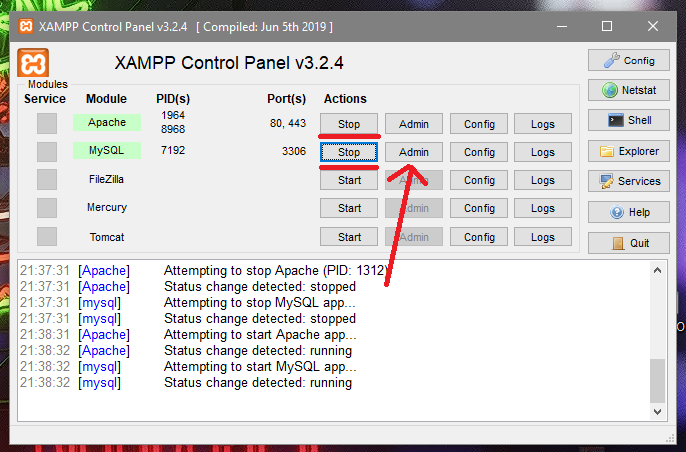 XAMPP Control Panel v3.2.4 [ Compiled: Jun 5th 2019 ]
XAMPP Control Panel v3.2.4
Config
Modules
Service Module PID(s) Port(s) Actions
Netstat
Apache 1964 8968 80, 443 Stop Admin Config Logs
Shell
MySQL 7192 3306 Stop Admin Config Logs
Explorer
FileZilla Start Admin Config Logs
Services
Mercury Start Admin Config Logs
Help
Tomcat Start Admin Config Logs
Quit
21:37:31 [Apache] Attempting to stop Apache (PID: 1312)
21:37:31 [Apache] Status change detected: stopped
21:37:31 [mysql] Attempting to stop MySQL app...
21:37:31 [mysql] Status change detected: stopped
21:38:31 [Apache] Attempting to start Apache app...
21:38:32 [Apache] Status change detected: running
21:38:32 [mysql] Attempting to start MySQL app...
21:38:32 [mysql] Status change detected: running